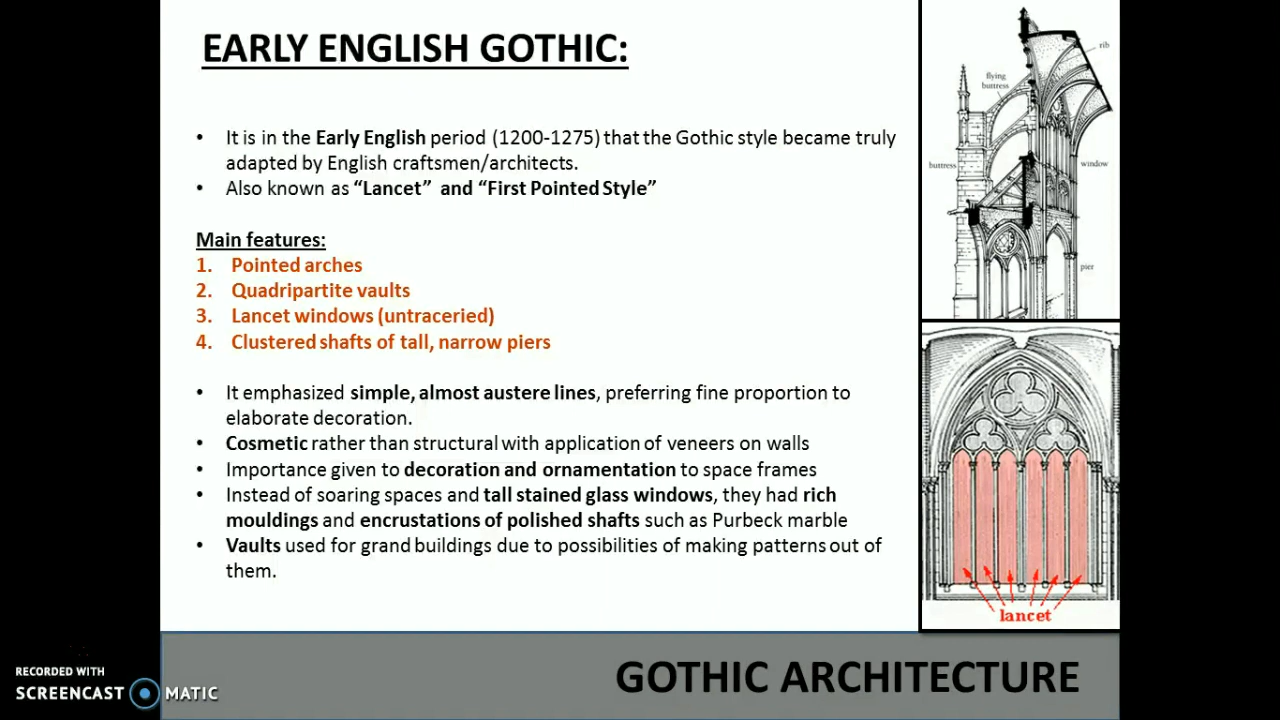 EARLY ENGLISH GOTHIC:
• It is in the Early English period (1200-1275) that the Gothic style became truly
adapted by English craftsmen/architects.
• Also known as “Lancet” and “First Pointed Style”
Main features:
1. Pointed arches
2. Quadripartite vaults
3. Lancet windows (untraceried)
4. Clustered shafts of tall, narrow piers
• It emphasized simple, almost austere lines, preferring fine proportion to
elaborate decoration.
• Cosmetic rather than structural with application of veneers on walls
• Importance given to decoration and ornamentation to space frames
• Instead of soaring spaces and tall stained glass windows, they had rich
mouldings and encrustations of polished shafts such as Purbeck marble
• Vaults used for grand buildings due to possibilities of making patterns out of
them.
rib
flying
buttress
buttress
window
pier
lancet
GOTHIC ARCHITECTURE
RECORDED WITH
SCREENCAST MATIC